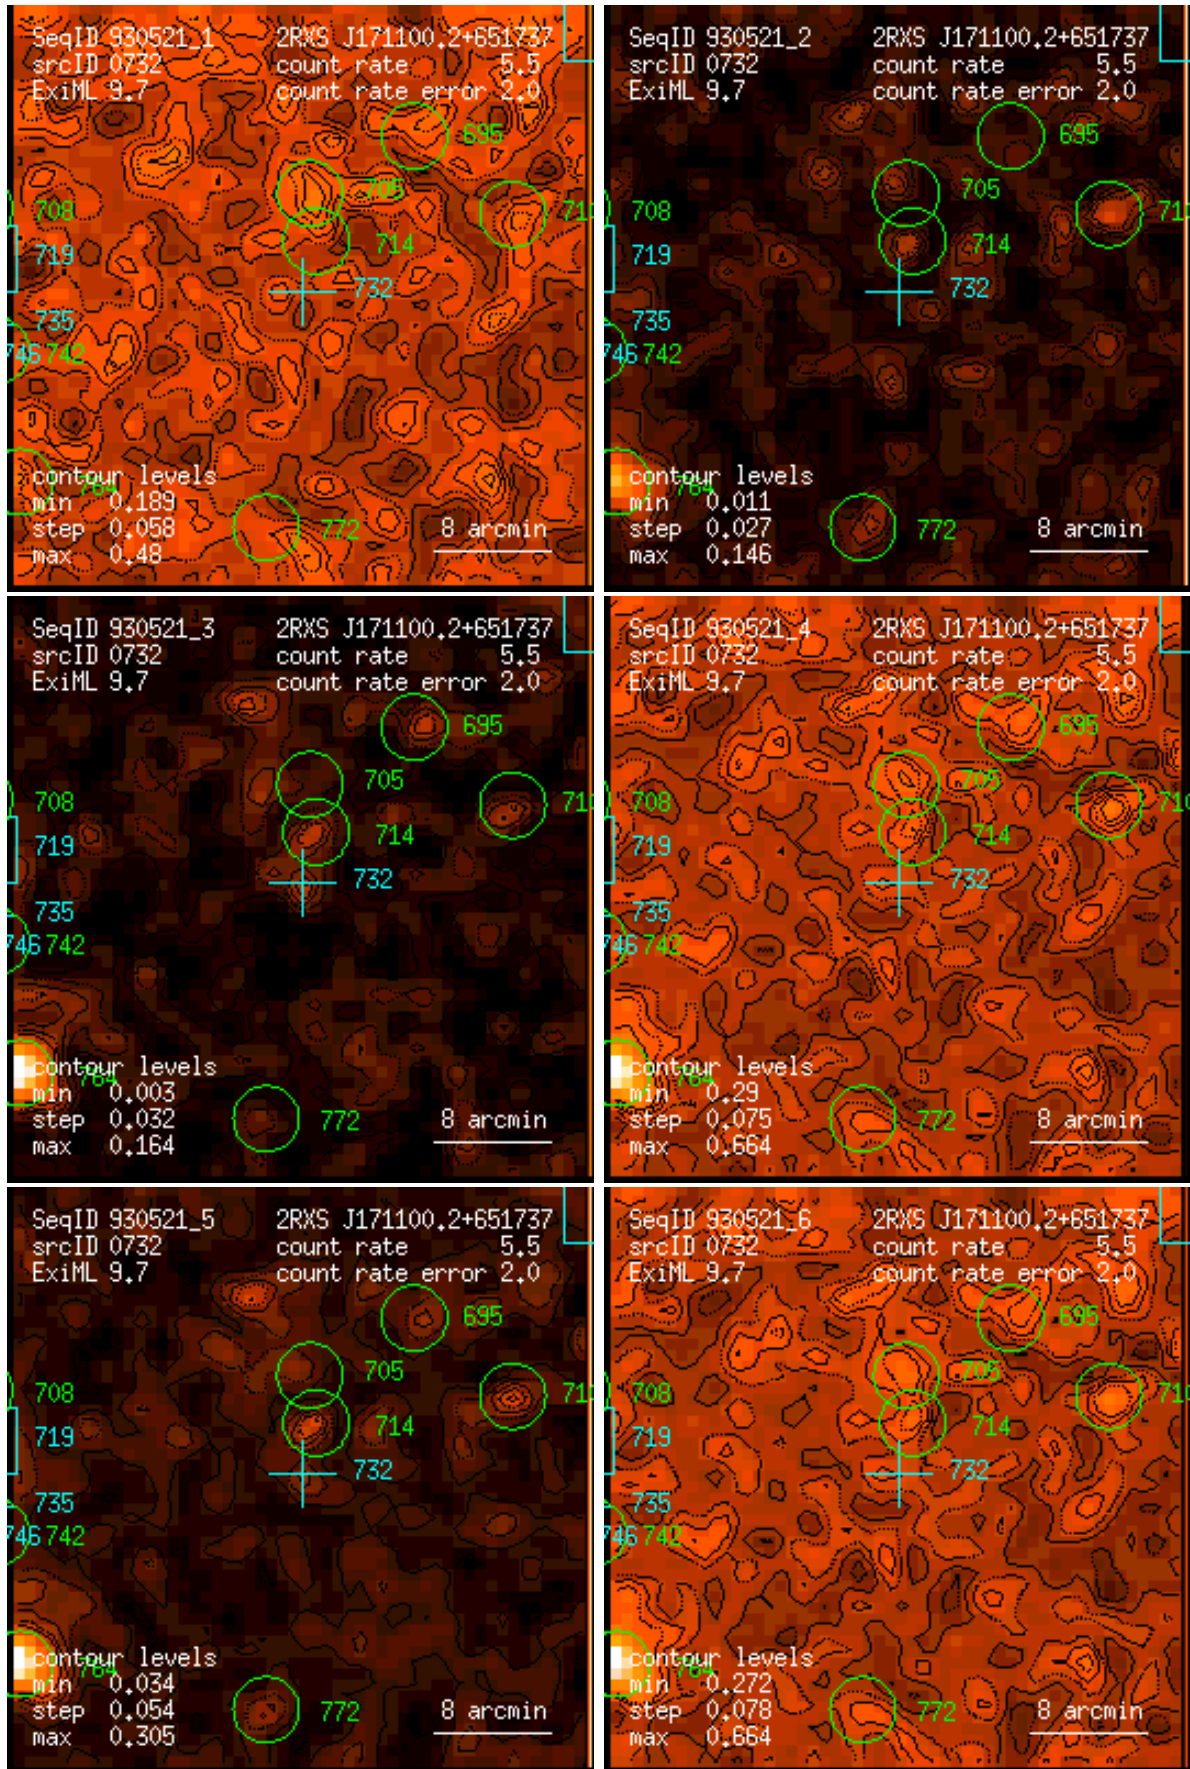 SeqID 930521_1 2RXS J171100.2+651737
srcID 0732 count rate 5.5
ExiML 9.7 count rate error 2.0
695
705
708 71
714
719
732
735
746 742
contour levels
764
min 0.189
step 0.058 772 8 arcmin
max 0.48
SeqID 930521_2 2RXS J171100.2+651737
srcID 0732 count rate 5.5
ExiML 9.7 count rate error 2.0
695
705
708 71
714
719
732
735
746 742
contour levels
764
min 0.011
step 0.027 772 8 arcmin
max 0.146
SeqID 930521_3 2RXS J171100.2+651737
srcID 0732 count rate 5.5
ExiML 9.7 count rate error 2.0
695
705
708 71
714
719
732
735
746 742
contour levels
764
min 0.003
step 0.032 772 8 arcmin
max 0.164
SeqID 930521_4 2RXS J171100.2+651737
srcID 0732 count rate 5.5
ExiML 9.7 count rate error 2.0
695
705
708 71
714
719
732
735
746 742
contour levels
764
min 0.29
step 0.075 772 8 arcmin
max 0.664
SeqID 930521_5 2RXS J171100.2+651737
srcID 0732 count rate 5.5
ExiML 9.7 count rate error 2.0
695
705
708 71
714
719
732
735
746 742
contour levels
764
min 0.034
step 0.054 772 8 arcmin
max 0.305
SeqID 930521_6 2RXS J171100.2+651737
srcID 0732 count rate 5.5
ExiML 9.7 count rate error 2.0
695
705
708 71
714
719
732
735
746 742
contour levels
764
min 0.272
step 0.078 772 8 arcmin
max 0.664